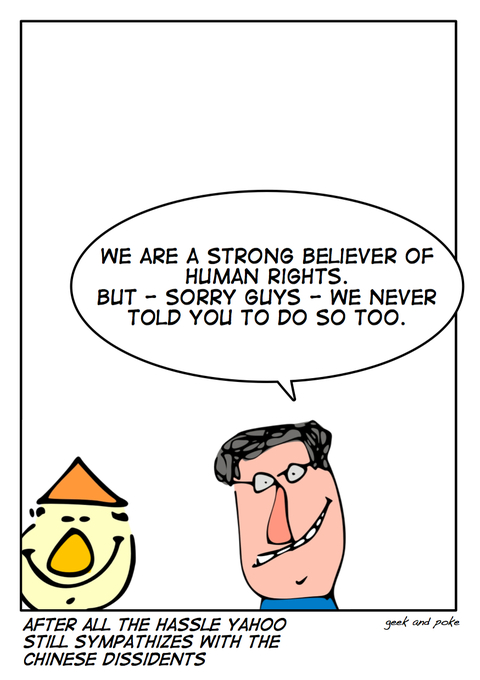 WE ARE A STRONG BELIEVER OF
HUMAN RIGHTS.
BUT - SORRY GUYS - WE NEVER
TOLD YOU TO DO SO TOO.
AFTER ALL THE HASSLE YAHOO
STILL SYMPATHIZES WITH THE
CHINESE DISSIDENTS
geek and poke